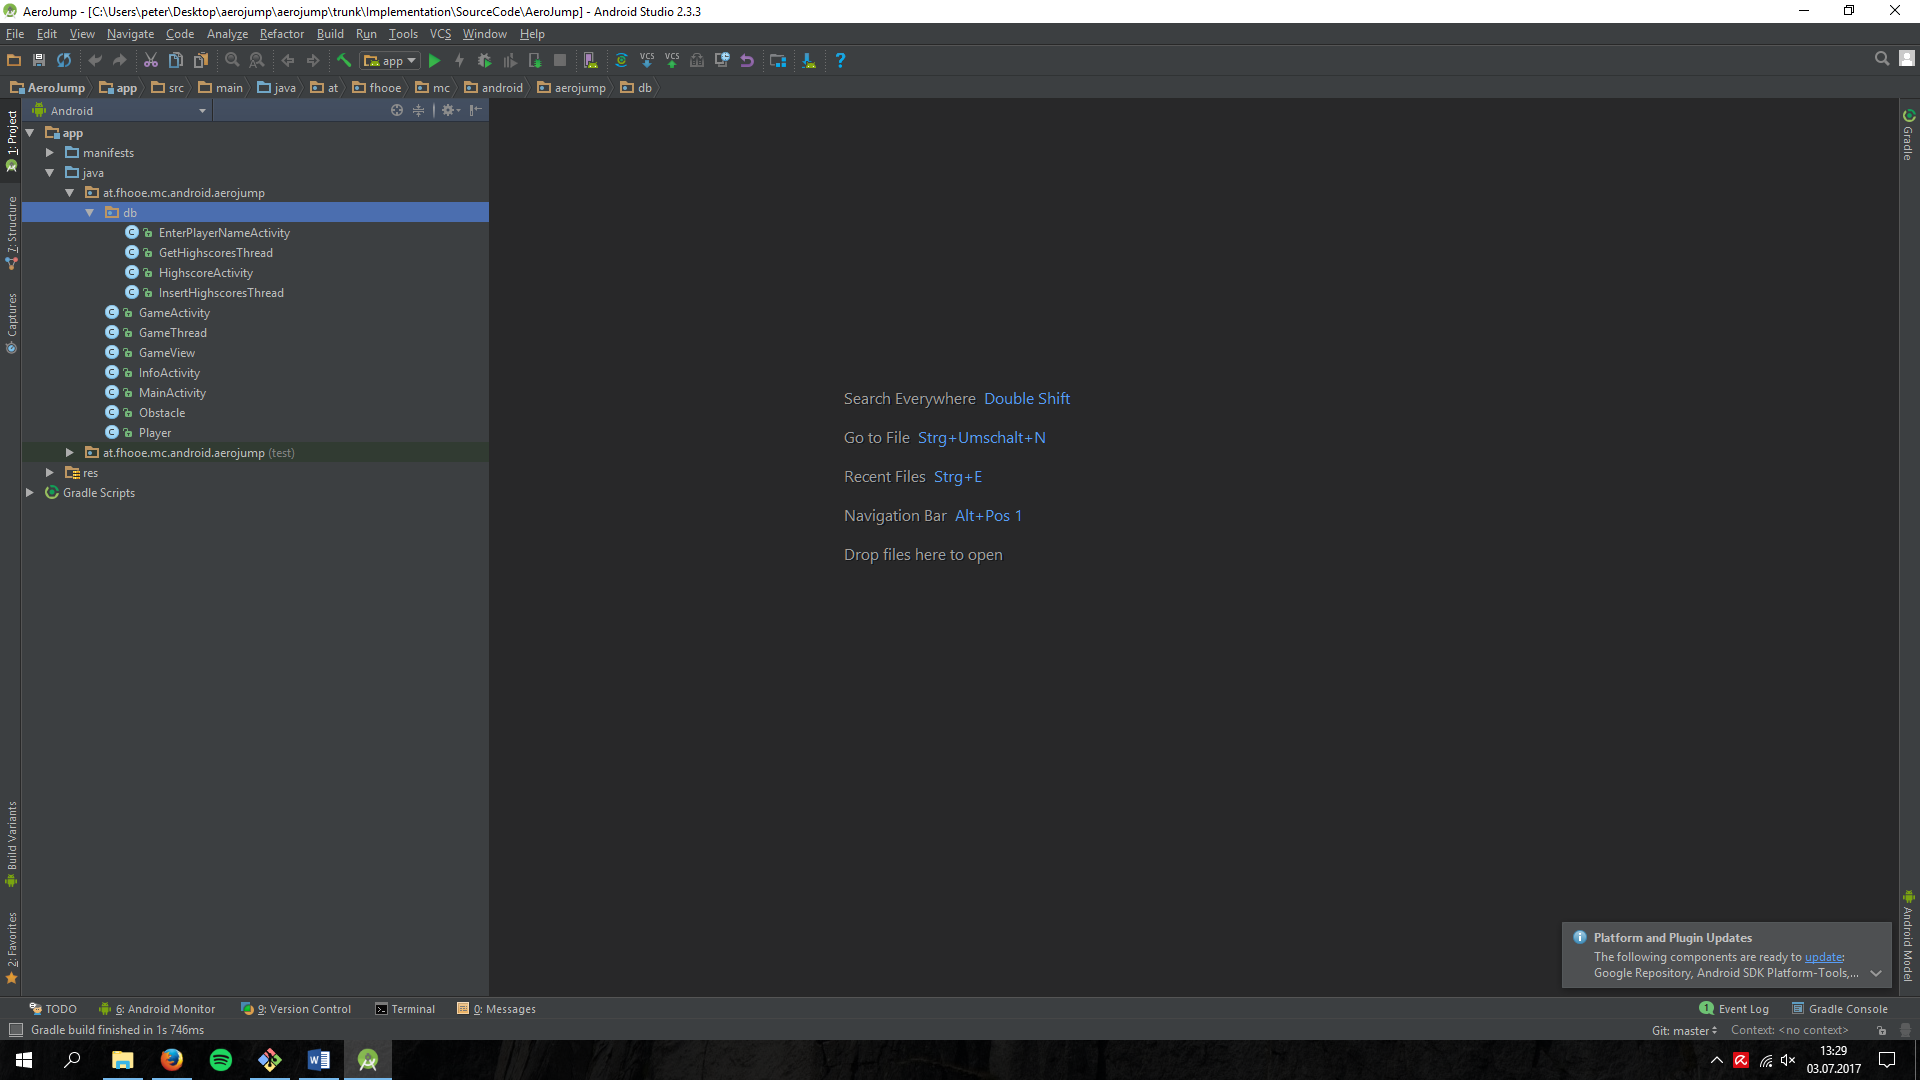 AeroJump - [C:\Users\peter\Desktop\aerojump\aerojump\trunk\Implementation\SourceCode\AeroJump] - Android Studio 2.3.3
File Edit View Navigate Code Analyze Refactor Build Run Tools VCS Window Help
app
VCS VCS
AeroJump app src main java at fhooe mc android aerojump db
Android
1: Project
7: Structure
Captures
Build Variants
2: Favorites
app
manifests
java
at.fhooe.mc.android.aerojump
db
EnterPlayerNameActivity
GetHighscoresThread
HighscoreActivity
InsertHighscoresThread
GameActivity
GameThread
GameView
InfoActivity
MainActivity
Obstacle
Player
at.fhooe.mc.android.aerojump (test)
res
Gradle Scripts
Search Everywhere Double Shift
Go to File Strg+Umschalt+N
Recent Files Strg+E
Navigation Bar Alt+Pos 1
Drop files here to open
Gradle
Android Model
Platform and Plugin Updates
The following components are ready to update:
Google Repository, Android SDK Platform-Tools,...
TODO 6: Android Monitor 9: Version Control Terminal 0: Messages 1 Event Log Gradle Console
Gradle build finished in 1s 746ms Git: master Context: <no context>
13:29
03.07.2017